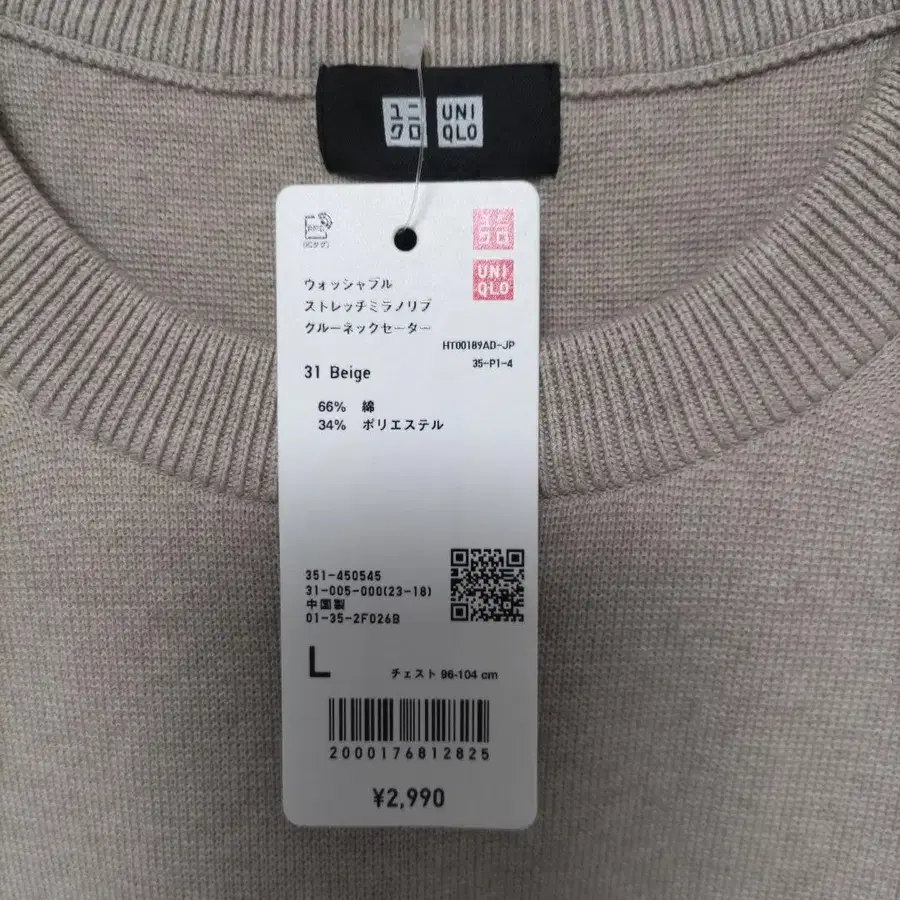 ユニ
クロ
UNI
QLO
ユニ
クロ
UNI
QLO
ウォッシャブル
ストレッチミラノリブ
クルーネックセーター
HT00189AD-JP
35-P1-4
31 Beige
66% 綿
34% ポリエステル
351-450545
31-005-000(23-18)
中国製
01-35-2F026B
L
チェスト 96-104 cm
2000176812825
¥2,990